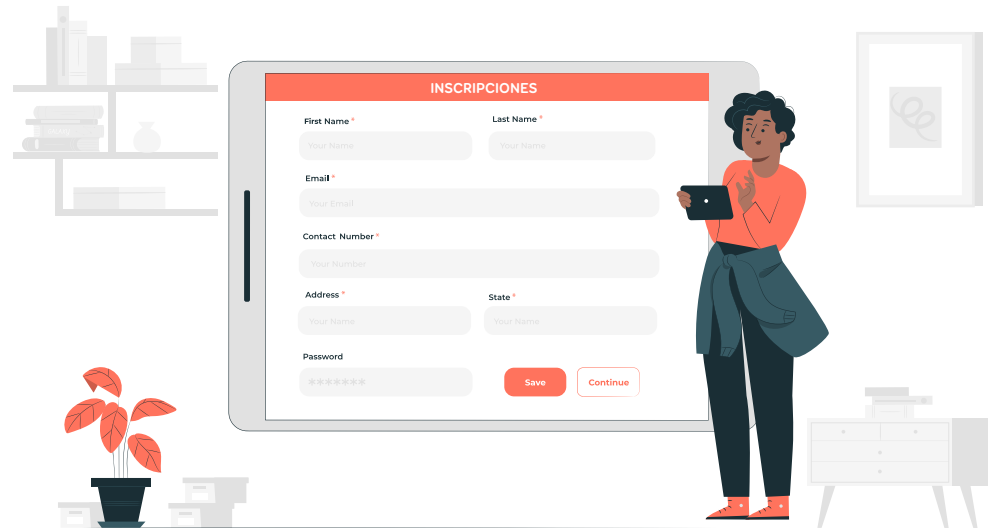 INSCRIPCIONES
First Name *
Last Name *
Your Name
Your Name
Email *
Your Email
Contact Number *
Your Number
Address *
State *
Your Name
Your Name
Password
*******
Save
Continue